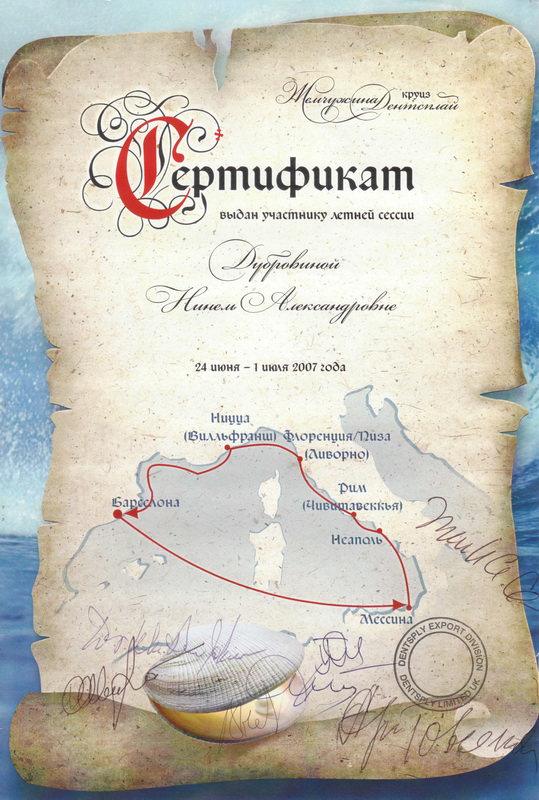 круиз
Жемчужина Дентоплай
Сертификат
выдан участнику летней сессии
Дубровиной
Нинель Александровне
24 июня – 1 июля 2007 года
Ницца
(Вилльфранш)
Флоренция/Пиза
(Ливорно)
Барселона
Рим
(Чивитавеккья)
Неаполь
Мессина
DENTSPLY EXPORT DIVISION
DENTSPLY LIMITED UK